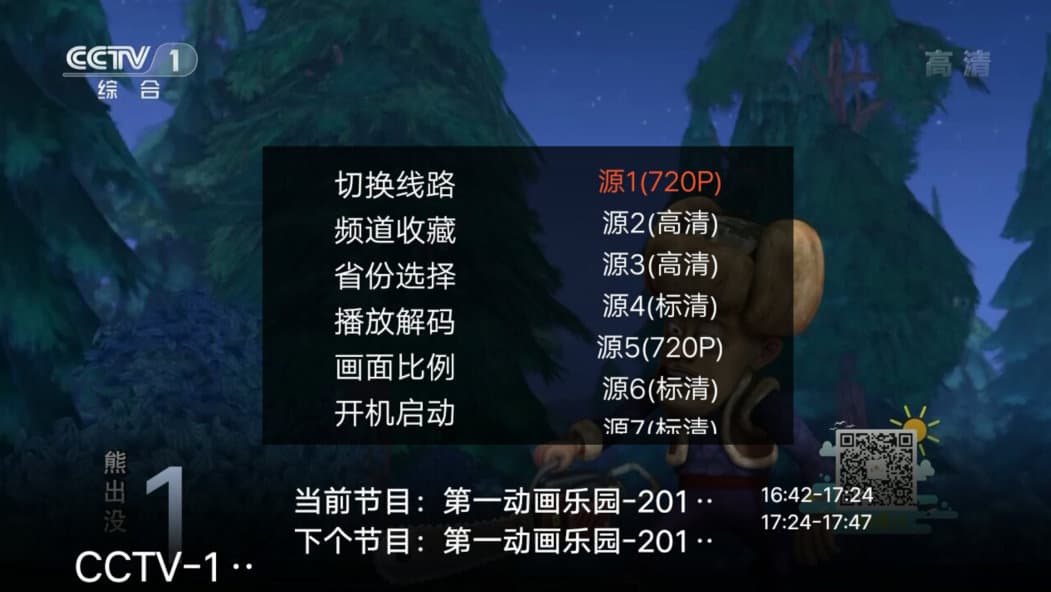 CCTV 1
综合
高清
切换线路
频道收藏
省份选择
播放解码
画面比例
开机启动
源1(720P)
源2(高清)
源3(高清)
源4(标清)
源5(720P)
源6(标清)
源7(标清)
熊出没
1
CCTV-1··
当前节目：第一动画乐园-201··
16:42-17:24
下个节目：第一动画乐园-201··
17:24-17:47